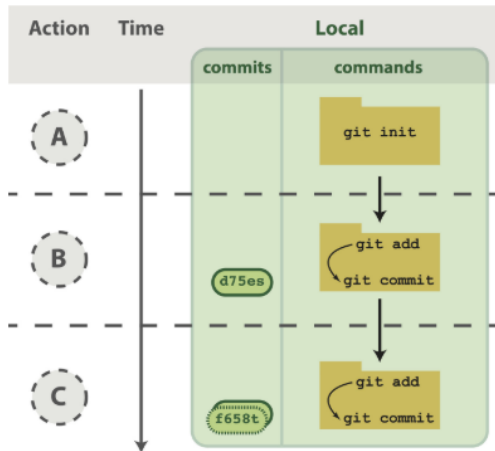 Action Time Local
commits commands
A
git init
B
git add
d75es git commit
C
git add
f658t git commit